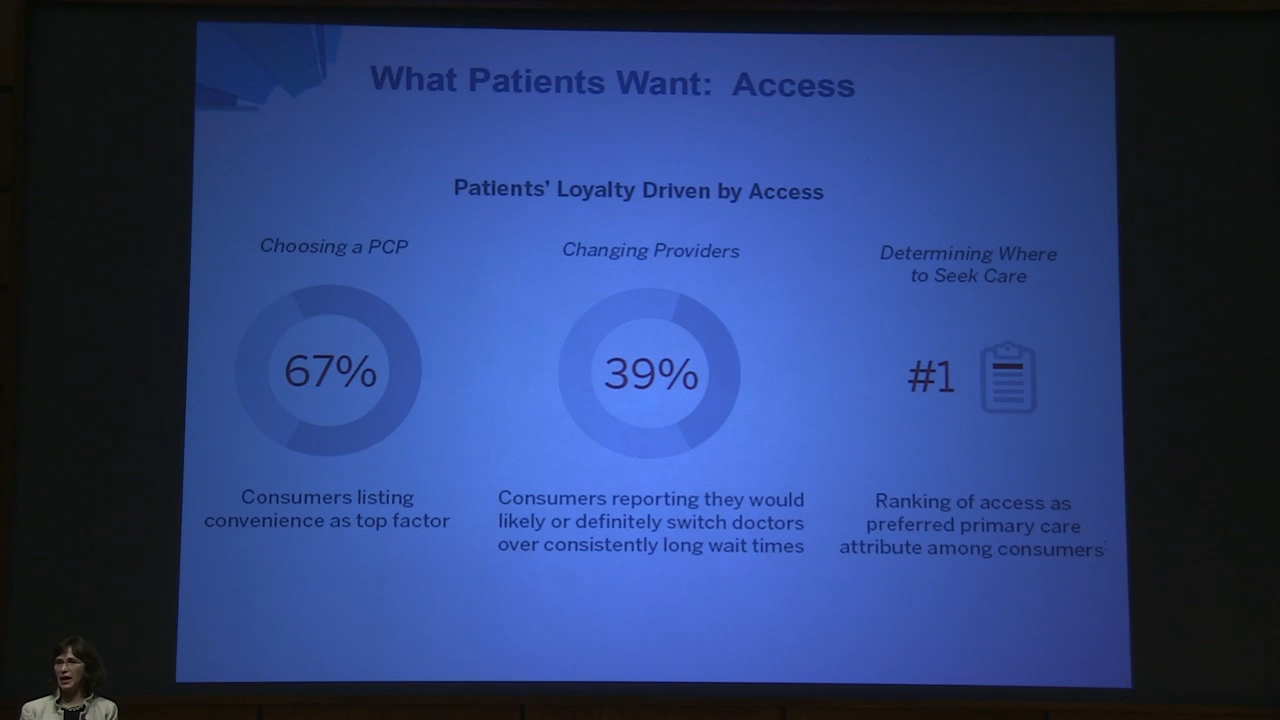 What Patients Want: Access
Patients’ Loyalty Driven by Access
Choosing a PCP
67%
Consumers listing
convenience as top factor
Changing Providers
39%
Consumers reporting they would
likely or definitely switch doctors
over consistently long wait times
Determining Where
to Seek Care
#1
Ranking of access as
preferred primary care
attribute among consumers